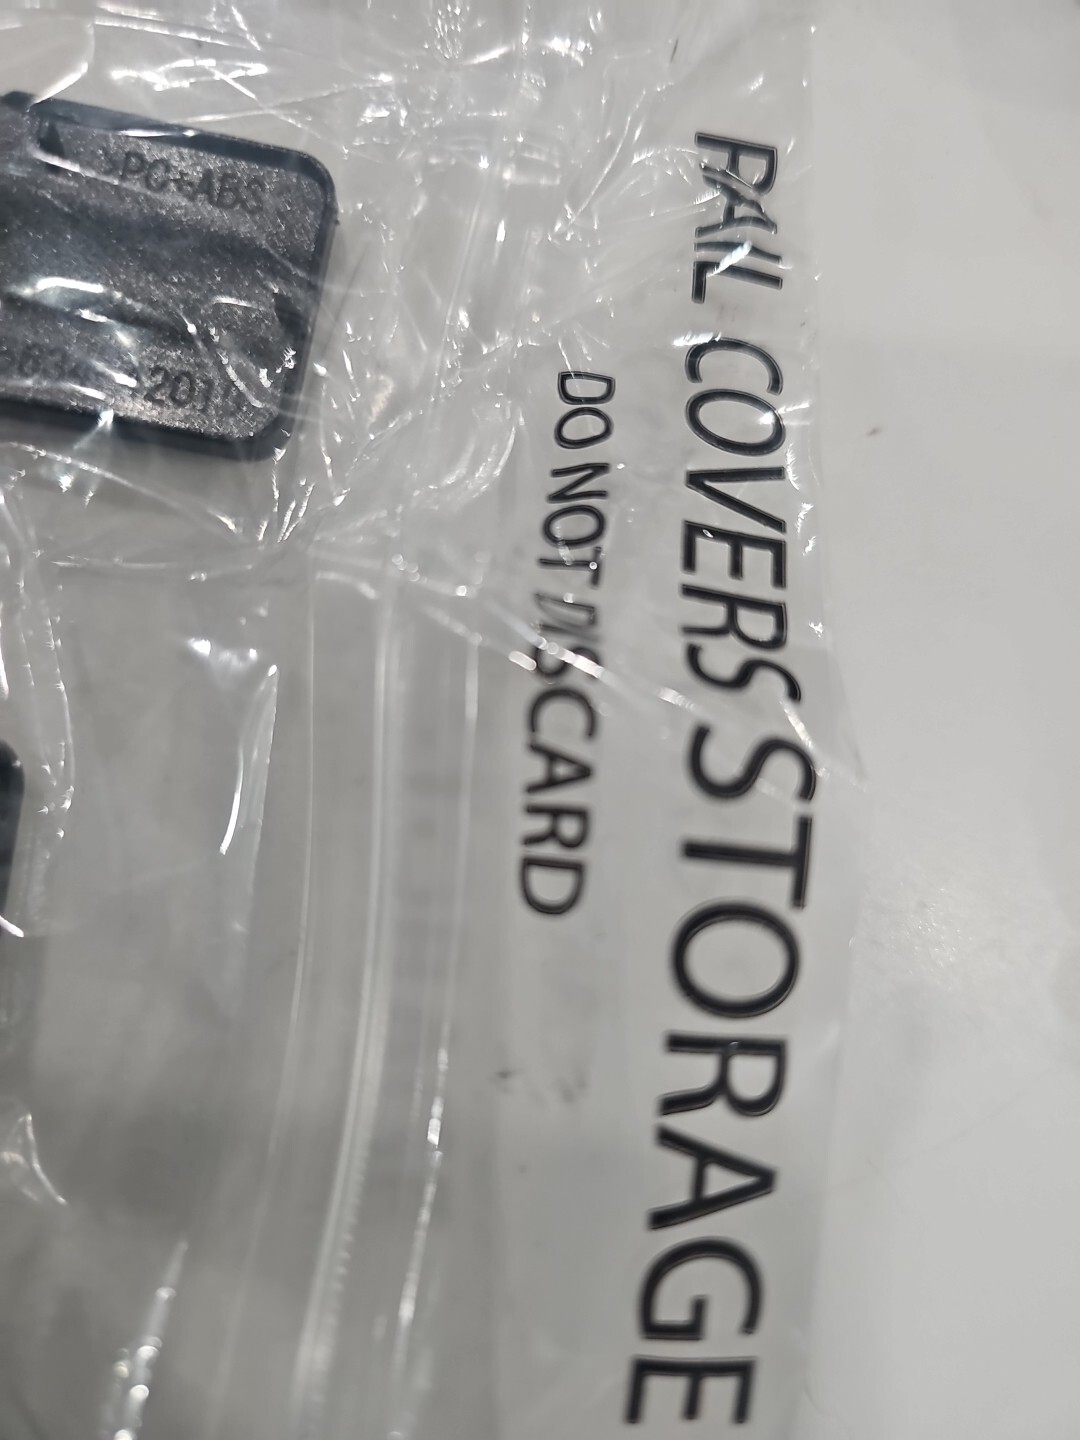 RAIL COVERS STORAGE
DO NOT DISCARD
>PC+ABS